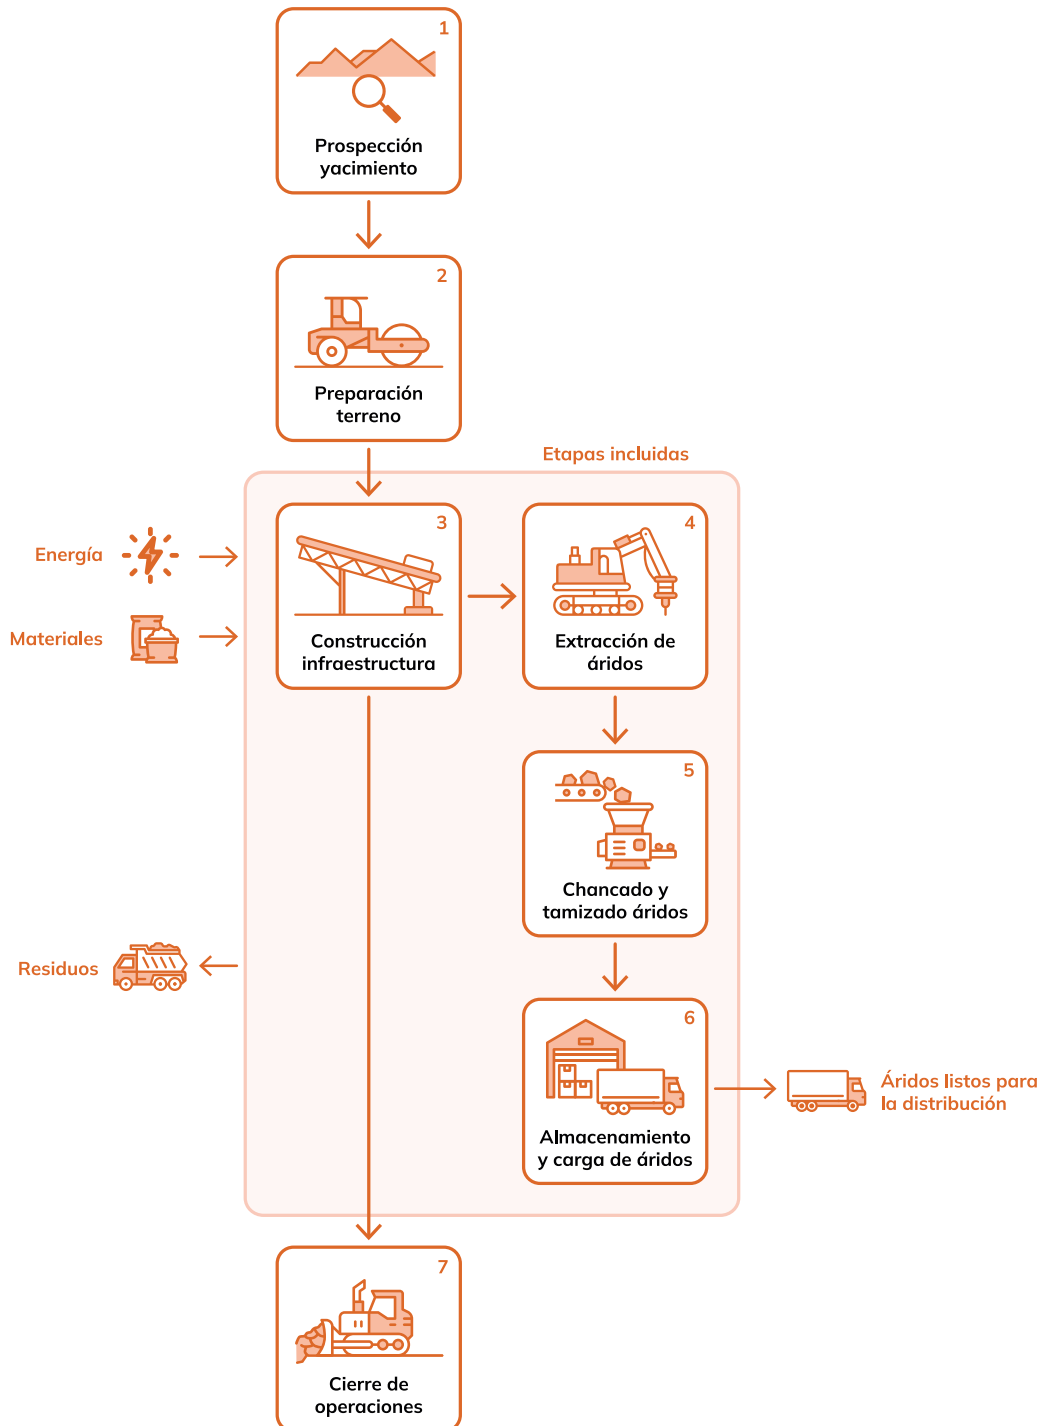 1
Prospección
yacimiento
2
Preparación
terreno
Etapas incluidas
Energía
Materiales
3
Construcción
infraestructura
4
Extracción de
áridos
5
Chancado y
tamizado áridos
Residuos
6
Almacenamiento
y carga de áridos
Áridos listos para
la distribución
7
Cierre de
operaciones